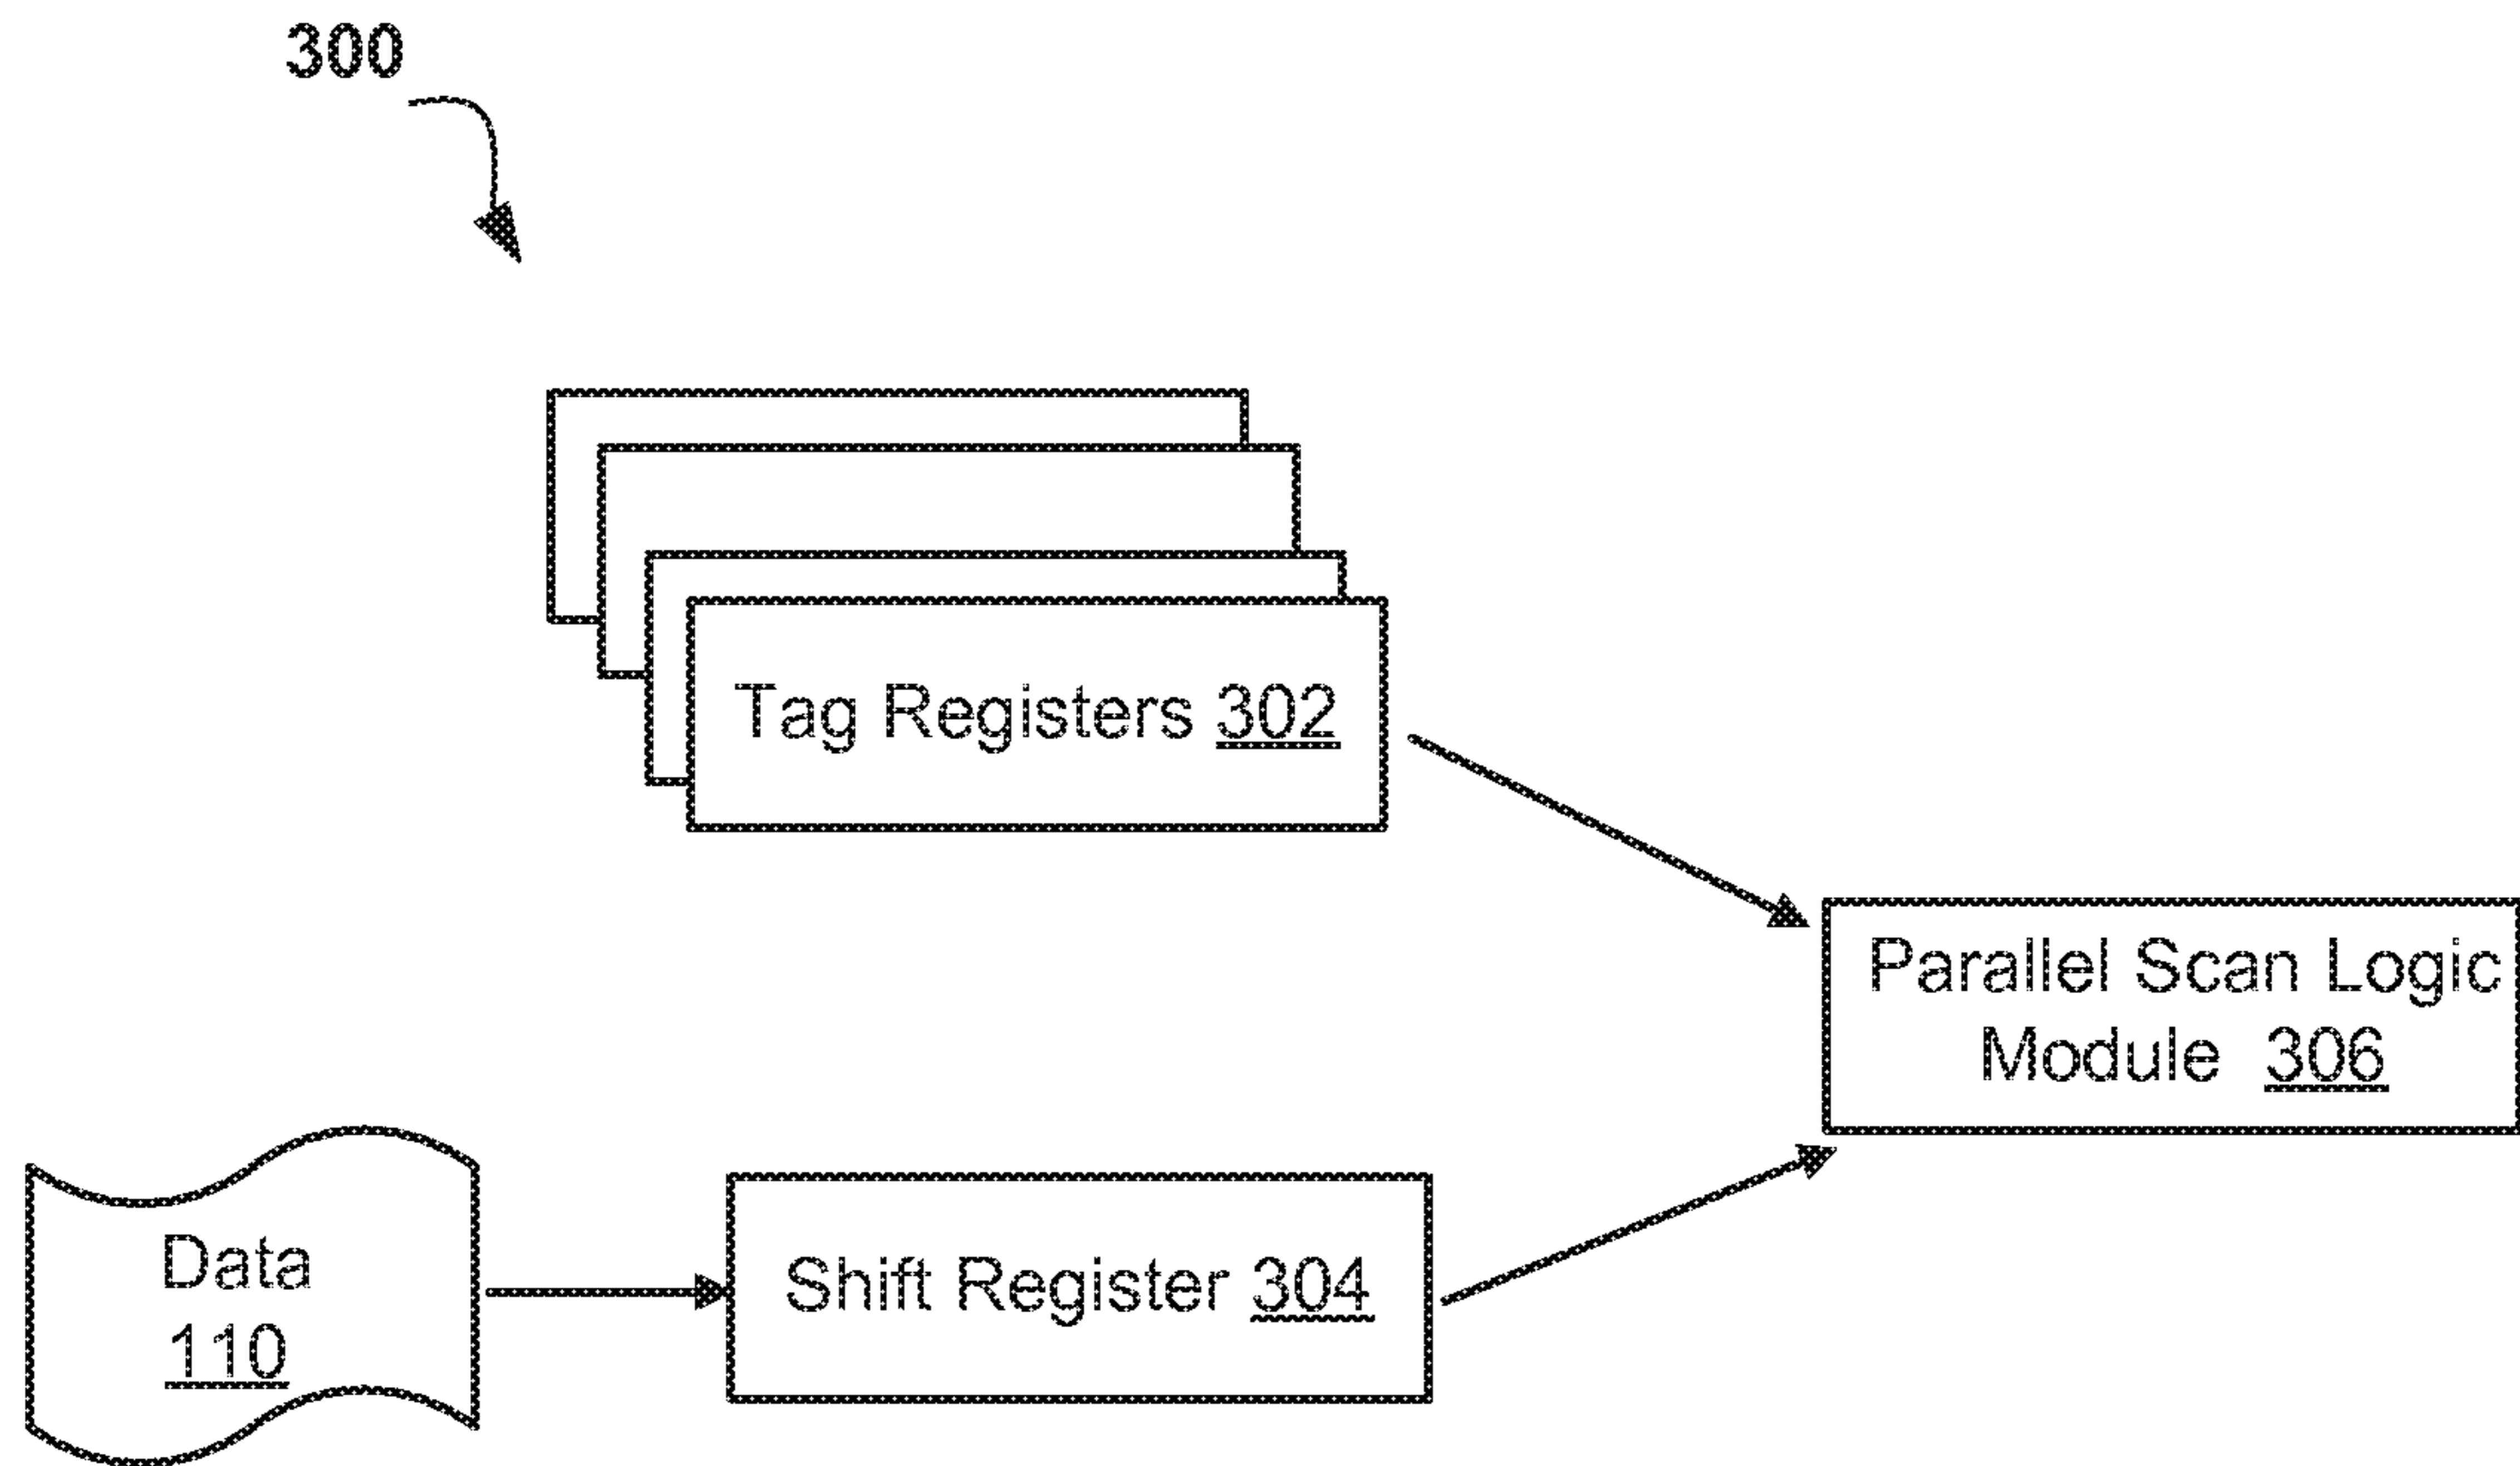 300
Tag Registers 302
Parallel Scan Logic
Module 306
Data
110
Shift Register 304